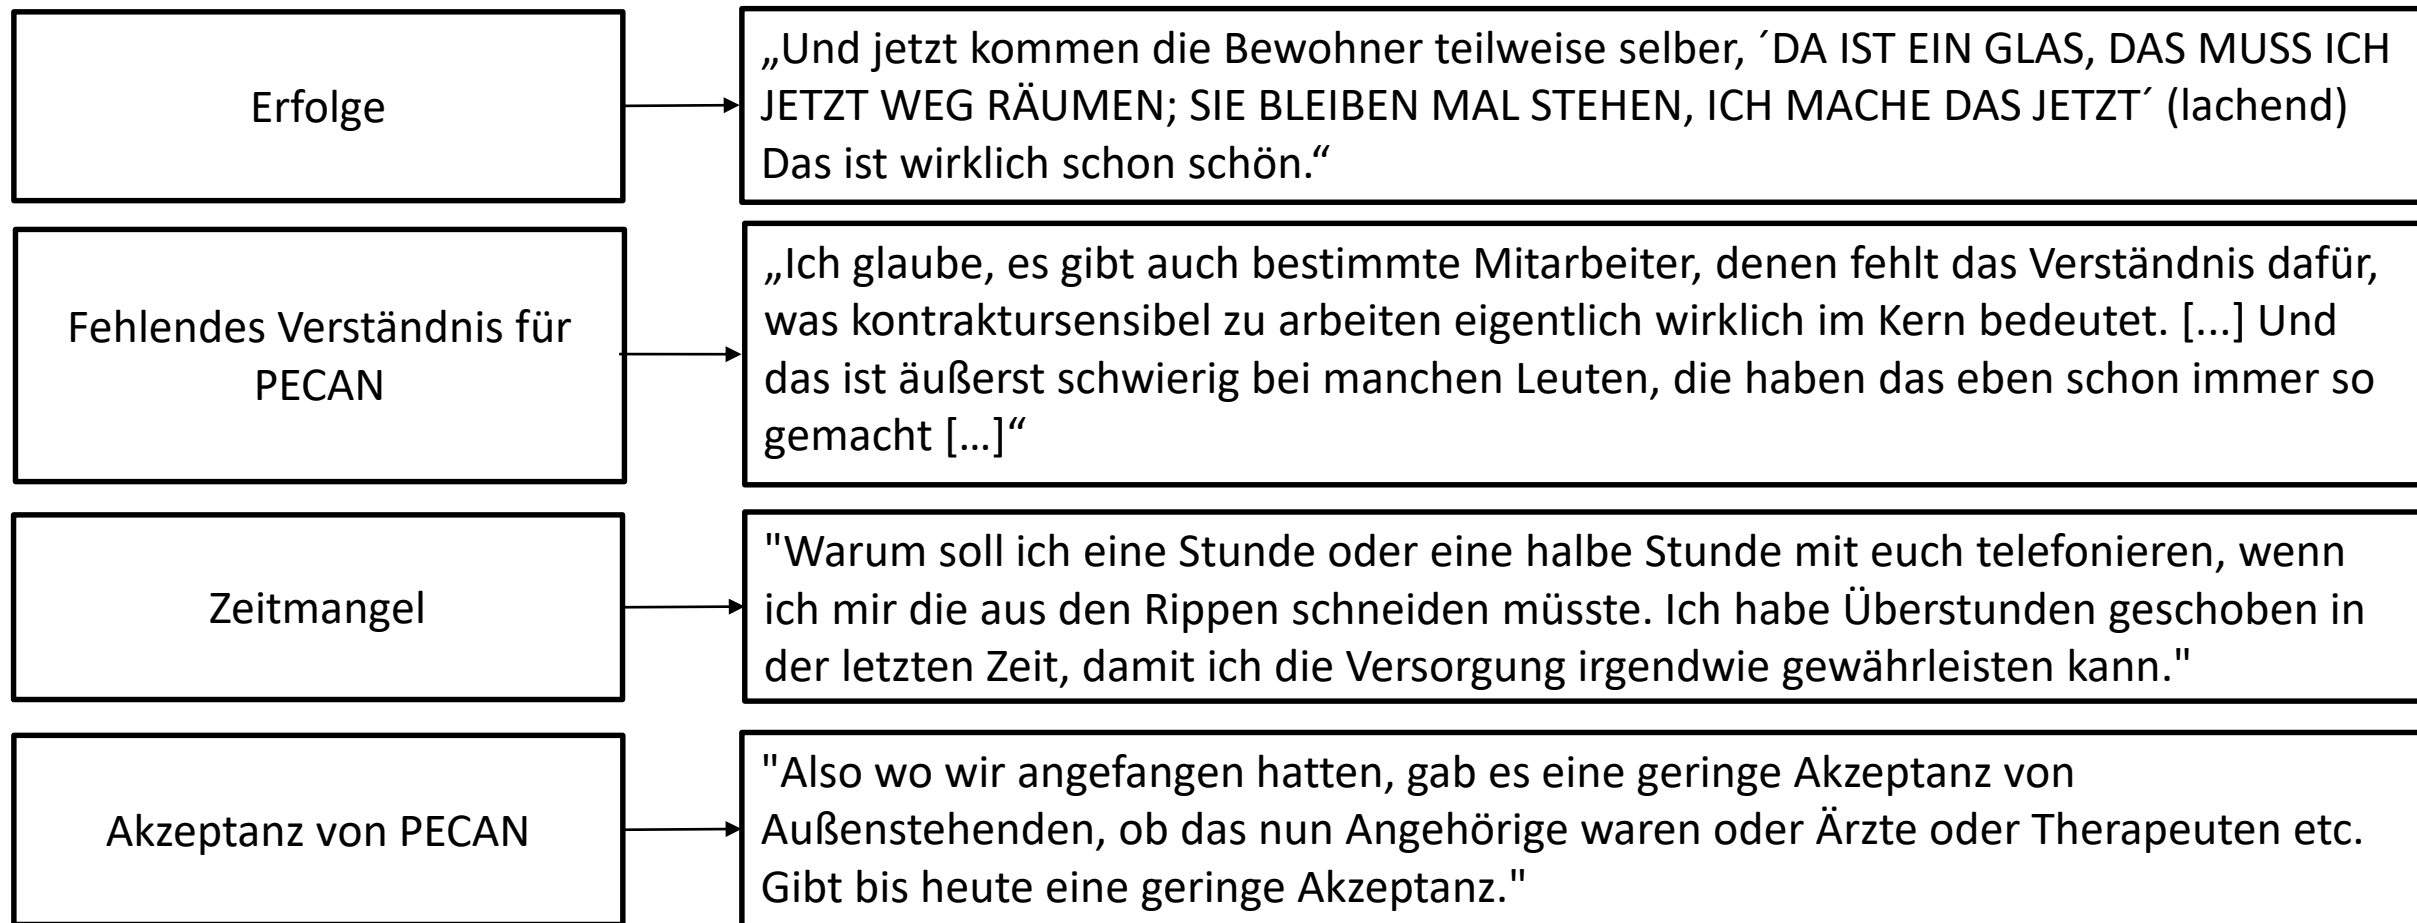 Erfolge
„Und jetzt kommen die Bewohner teilweise selber, ´DA IST EIN GLAS, DAS MUSS ICH
JETZT WEG RÄUMEN; SIE BLEIBEN MAL STEHEN, ICH MACHE DAS JETZT´ (lachend)
Das ist wirklich schon schön.“
Fehlendes Verständnis für
PECAN
„Ich glaube, es gibt auch bestimmte Mitarbeiter, denen fehlt das Verständnis dafür,
was kontraktursensibel zu arbeiten eigentlich wirklich im Kern bedeutet. [...] Und
das ist äußerst schwierig bei manchen Leuten, die haben das eben schon immer so
gemacht […]“
Zeitmangel
"Warum soll ich eine Stunde oder eine halbe Stunde mit euch telefonieren, wenn
ich mir die aus den Rippen schneiden müsste. Ich habe Überstunden geschoben in
der letzten Zeit, damit ich die Versorgung irgendwie gewährleisten kann."
Akzeptanz von PECAN
"Also wo wir angefangen hatten, gab es eine geringe Akzeptanz von
Außenstehenden, ob das nun Angehörige waren oder Ärzte oder Therapeuten etc.
Gibt bis heute eine geringe Akzeptanz."